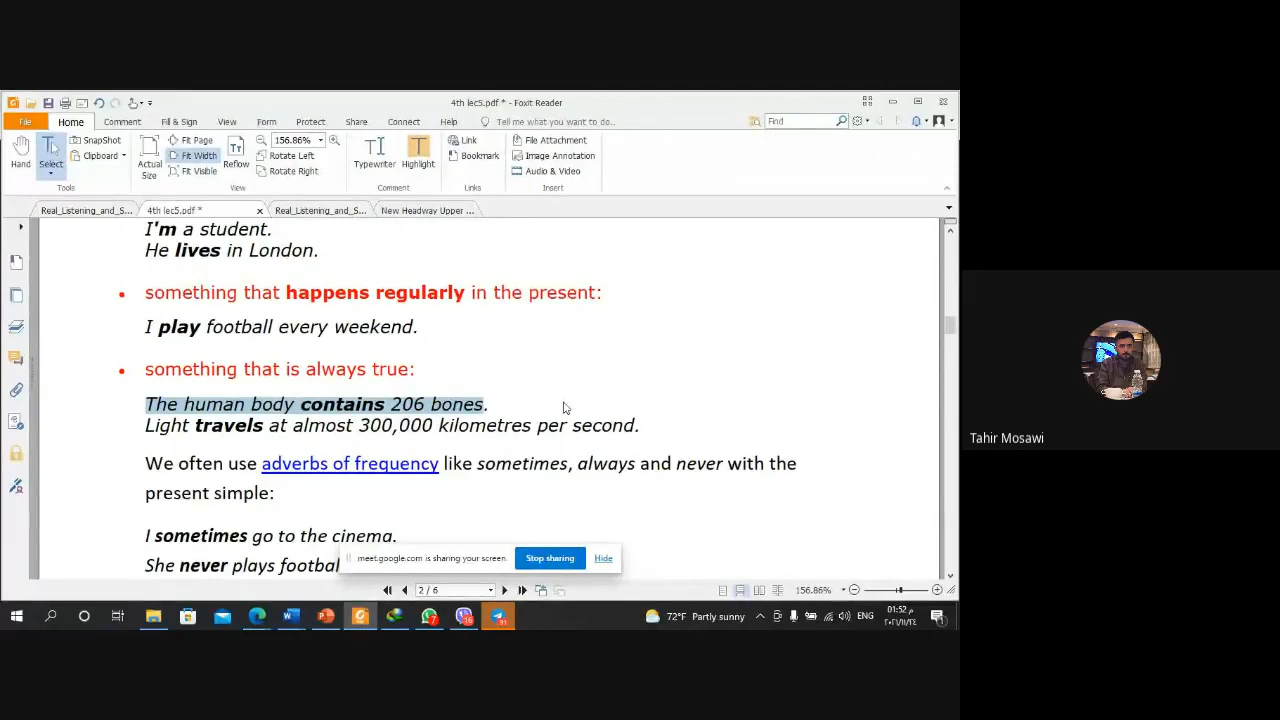 4th lec5.pdf * - Foxit Reader
File Home Comment Fill & Sign View Form Protect Share Connect Help Tell me what you want to do.. Find
Hand Select SnapShot Clipboard Actual Size Fit Page Fit Width Fit Visible Reflow 156.86% Rotate Left Rotate Right Typewriter Highlight Link Bookmark File Attachment Image Annotation Audio & Video
Tools View Comment Links Insert
Real_Listening_and_S... 4th lec5.pdf * Real_Listening_and_S... New Headway Upper ...
I'm a student.
He lives in London.
• something that happens regularly in the present:
I play football every weekend.
• something that is always true:
The human body contains 206 bones.
Light travels at almost 300,000 kilometres per second.
We often use adverbs of frequency like sometimes, always and never with the
present simple:
I sometimes go to the cinema.
She never plays footbal
meet.google.com is sharing your screen. Stop sharing Hide
2 / 6 156.86%
72°F Partly sunny ENG م 01:52
٢٠٢١/١١/٢٤
Tahir Mosawi